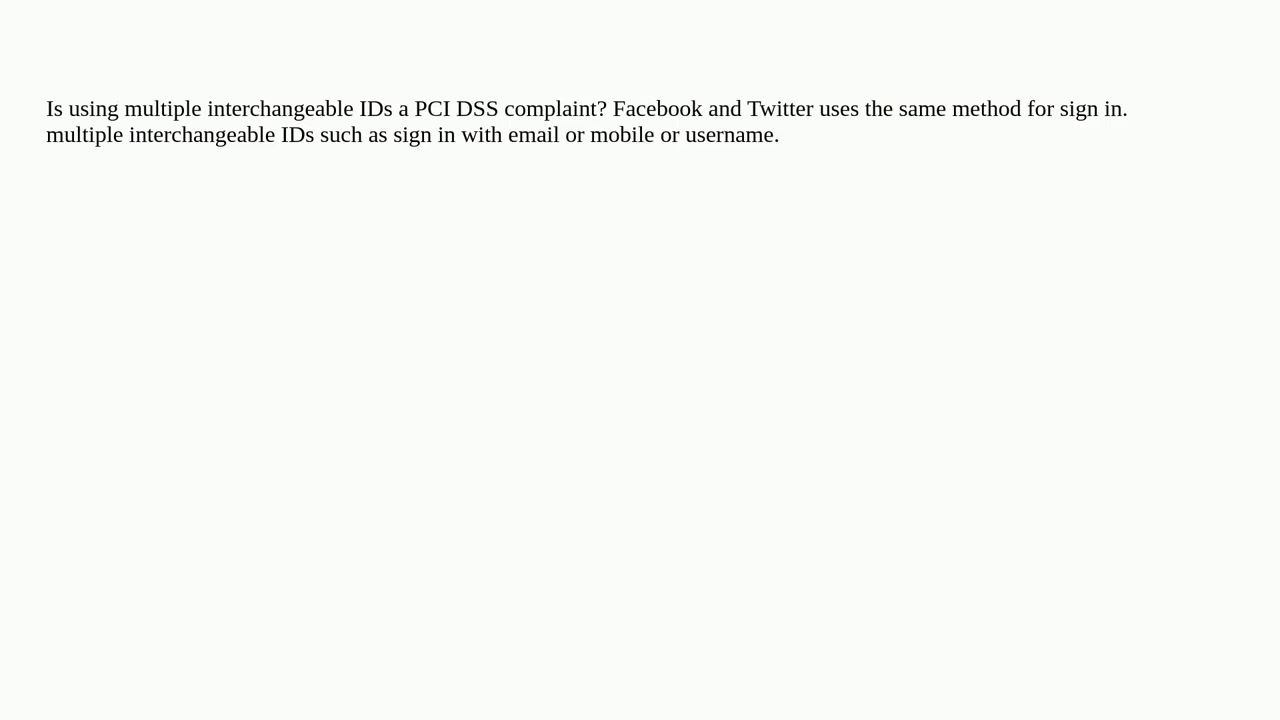 Is using multiple interchangeable IDs a PCI DSS complaint? Facebook and Twitter uses the same method for sign in.
multiple interchangeable IDs such as sign in with email or mobile or username.